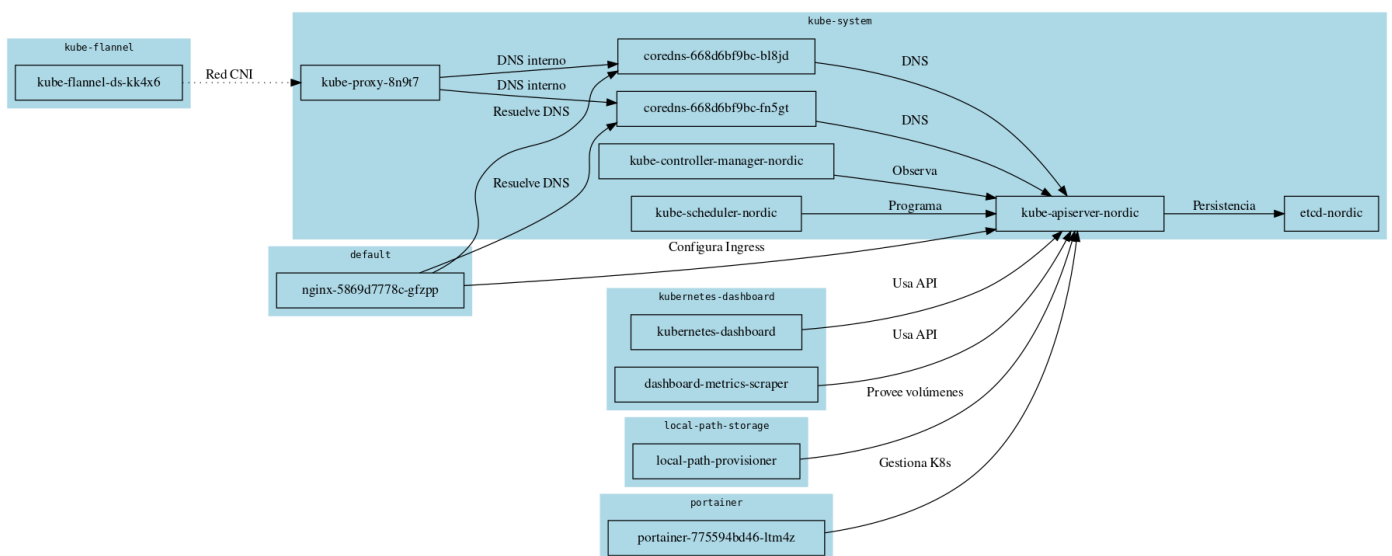 kube-system
kube-flannel
kube-flannel-ds-kk4x6
Red CNI
kube-proxy-8n9t7
DNS interno
DNS interno
Resuelve DNS
Resuelve DNS
coredns-668d6bf9bc-bl8jd
DNS
coredns-668d6bf9bc-fn5gt
DNS
kube-controller-manager-nordic
Observa
kube-scheduler-nordic
Programa
kube-apiserver-nordic
Persistencia
etcd-nordic
default
nginx-5869d7778c-gfzpp
Configura Ingress
kubernetes-dashboard
kubernetes-dashboard
Usa API
dashboard-metrics-scraper
Usa API
local-path-storage
local-path-provisioner
Provee volúmenes
portainer
portainer-775594bd46-ltm4z
Gestiona K8s